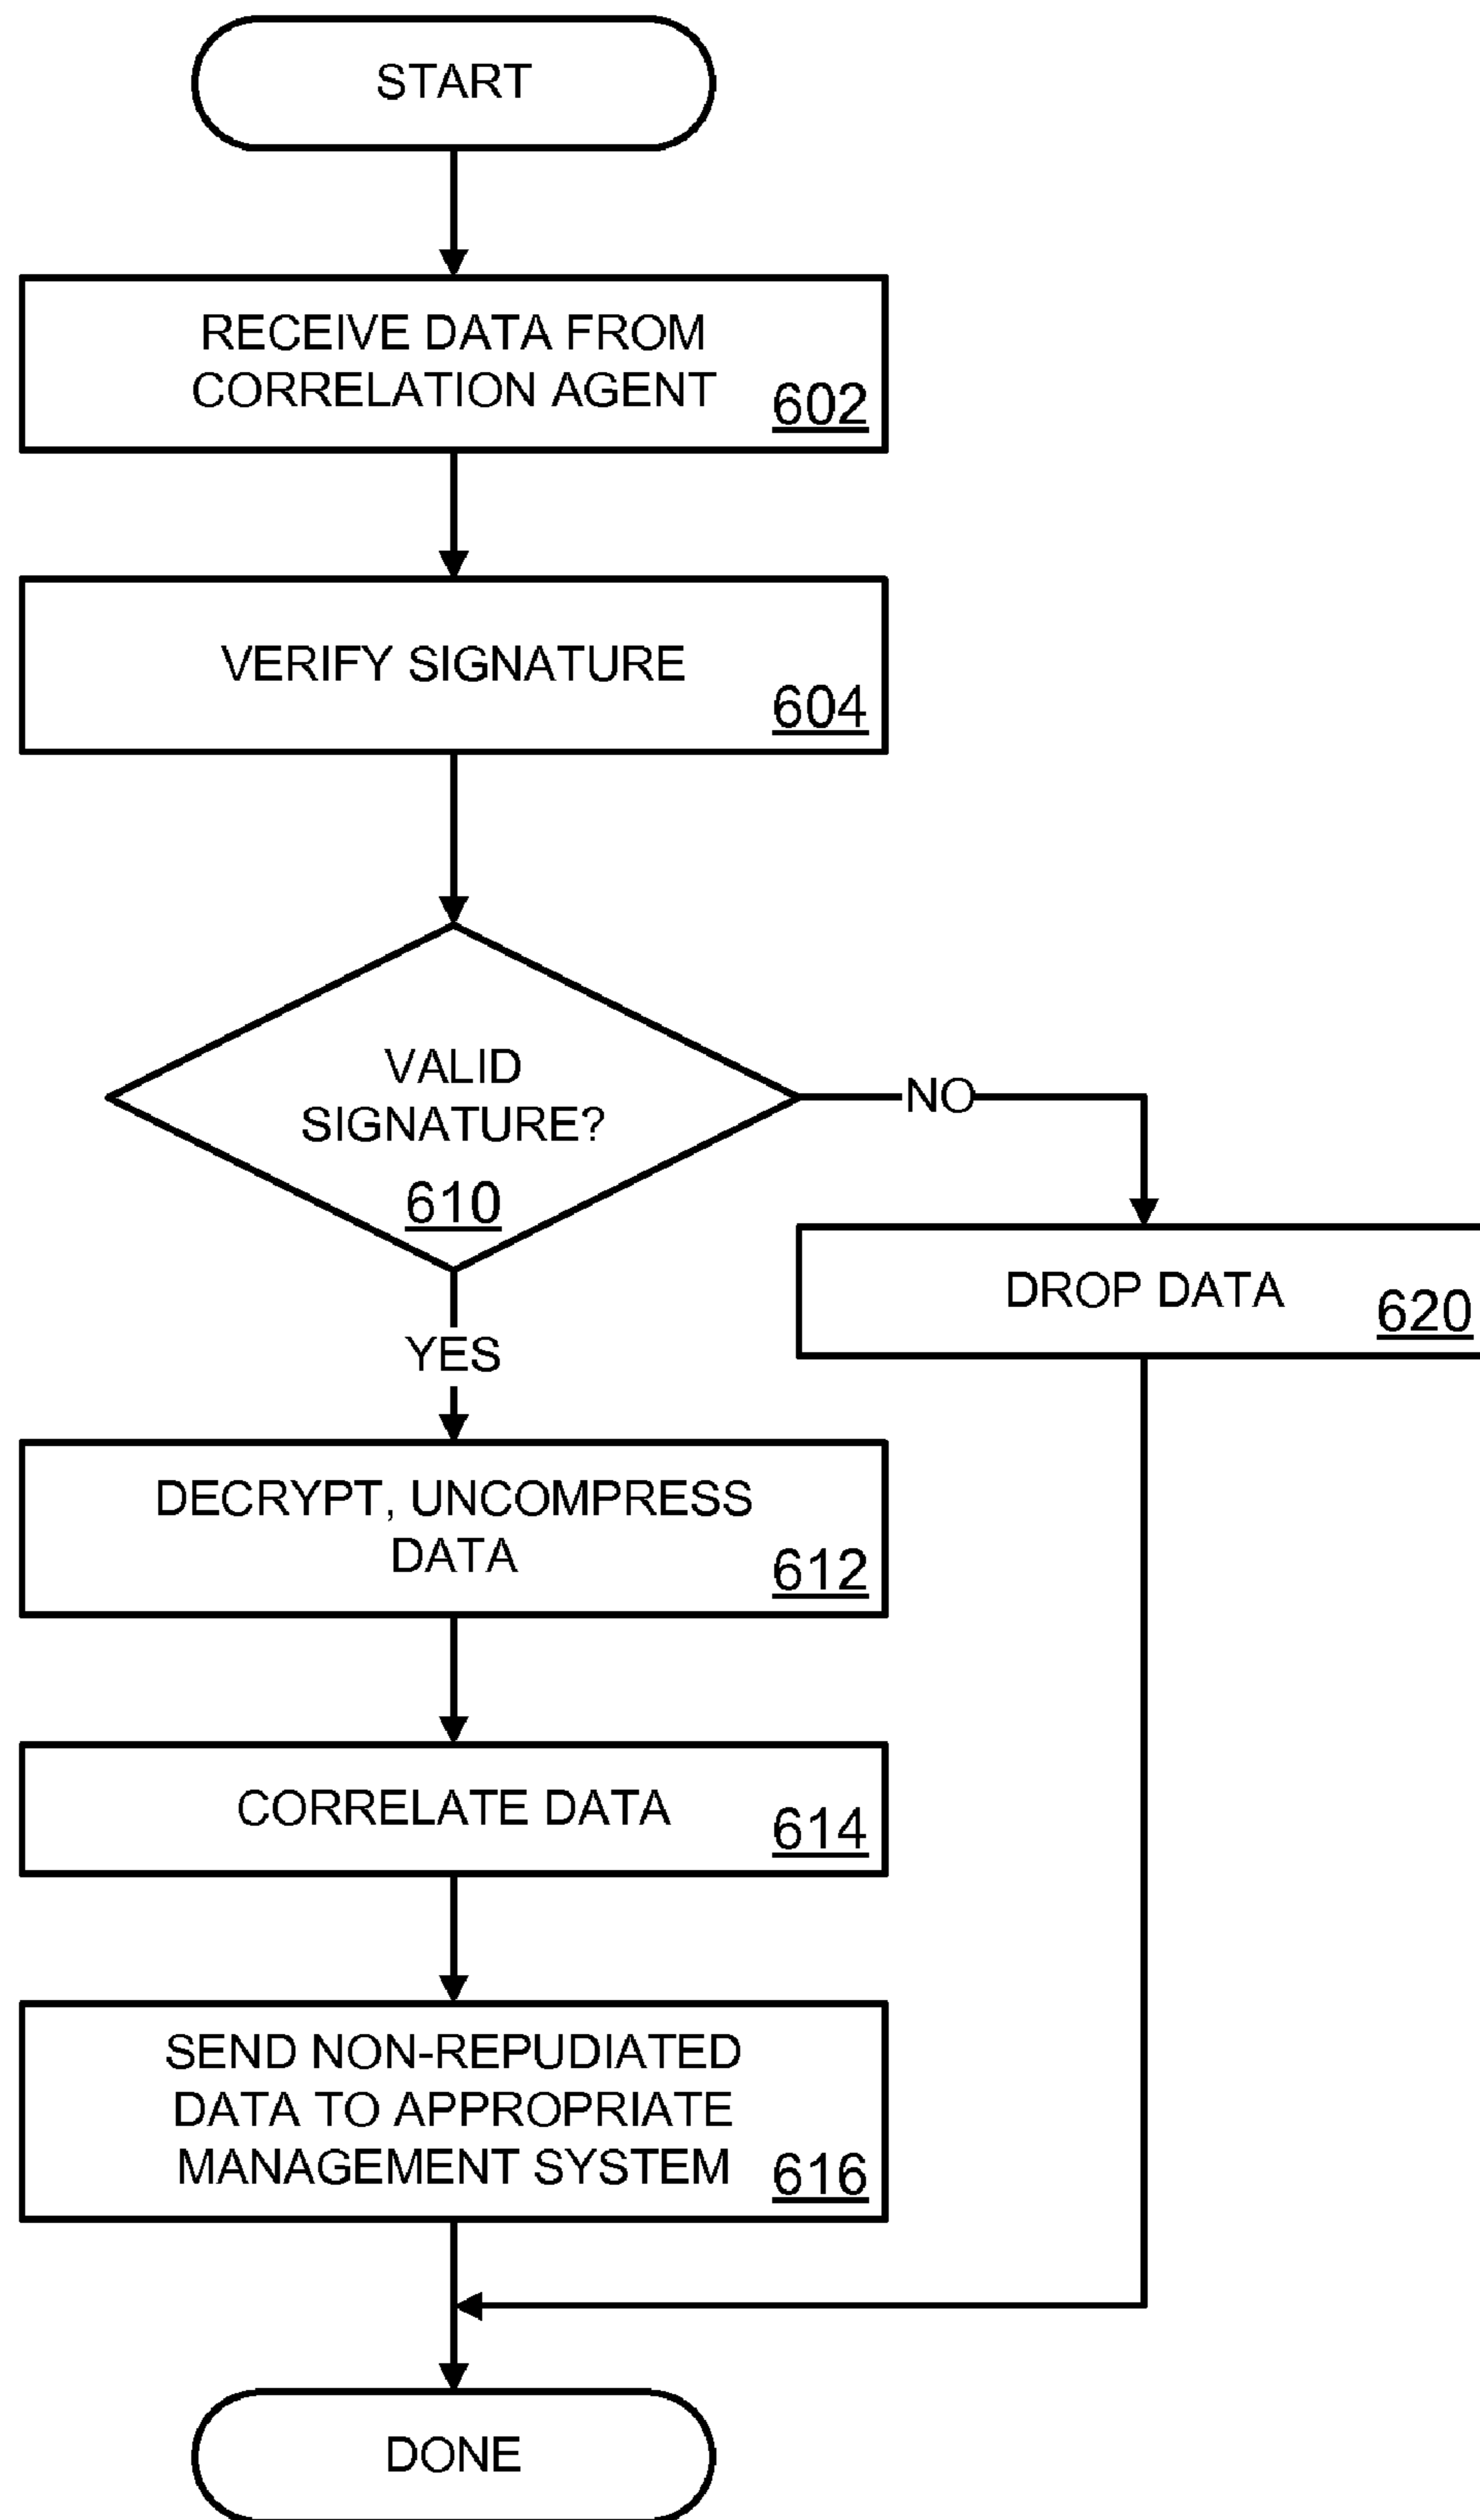 START
RECEIVE DATA FROM
CORRELATION AGENT
602
VERIFY SIGNATURE
604
VALID
SIGNATURE?
610
NO
DROP DATA
620
YES
DECRYPT, UNCOMPRESS
DATA
612
CORRELATE DATA
614
SEND NON-REPUDIATED
DATA TO APPROPRIATE
MANAGEMENT SYSTEM
616
DONE